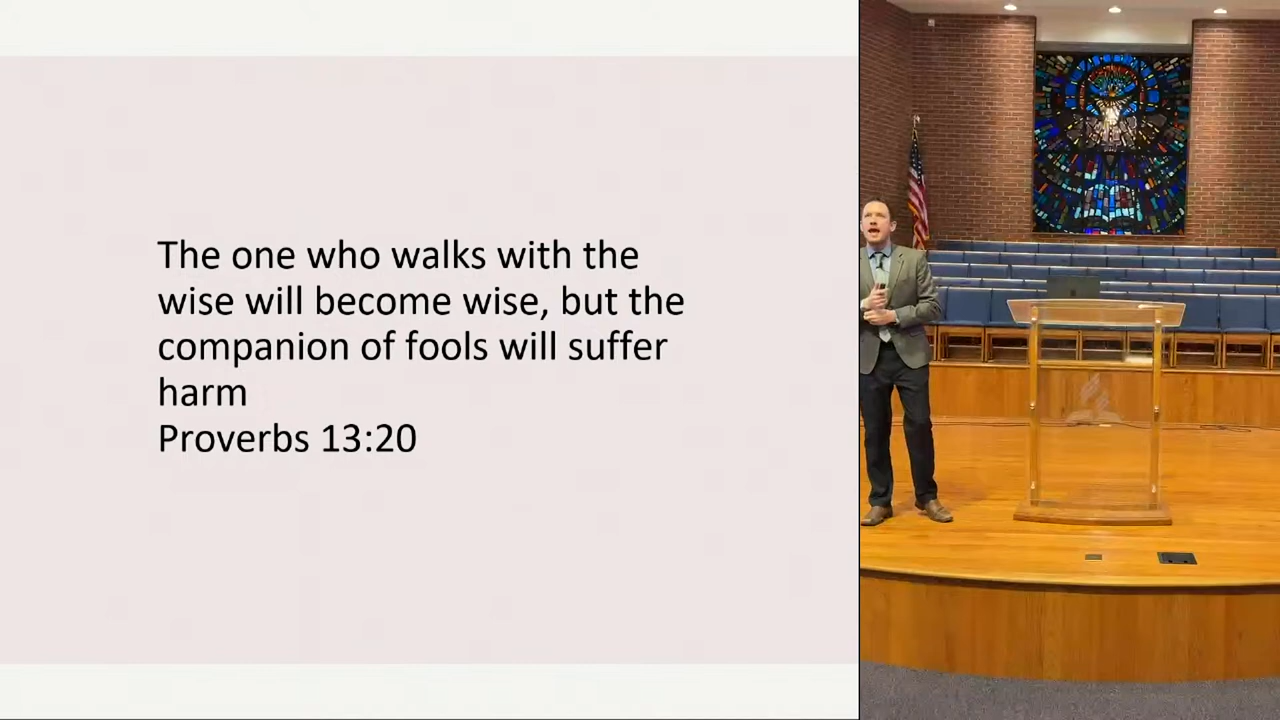 The one who walks with the
wise will become wise, but the
companion of fools will suffer
harm
Proverbs 13:20